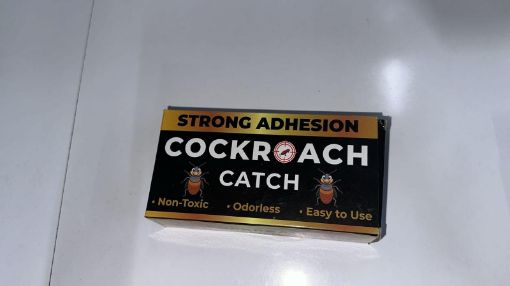 STRONG ADHESION
COCKROACH
CATCH
• Non-Toxic • Odorless • Easy to Use